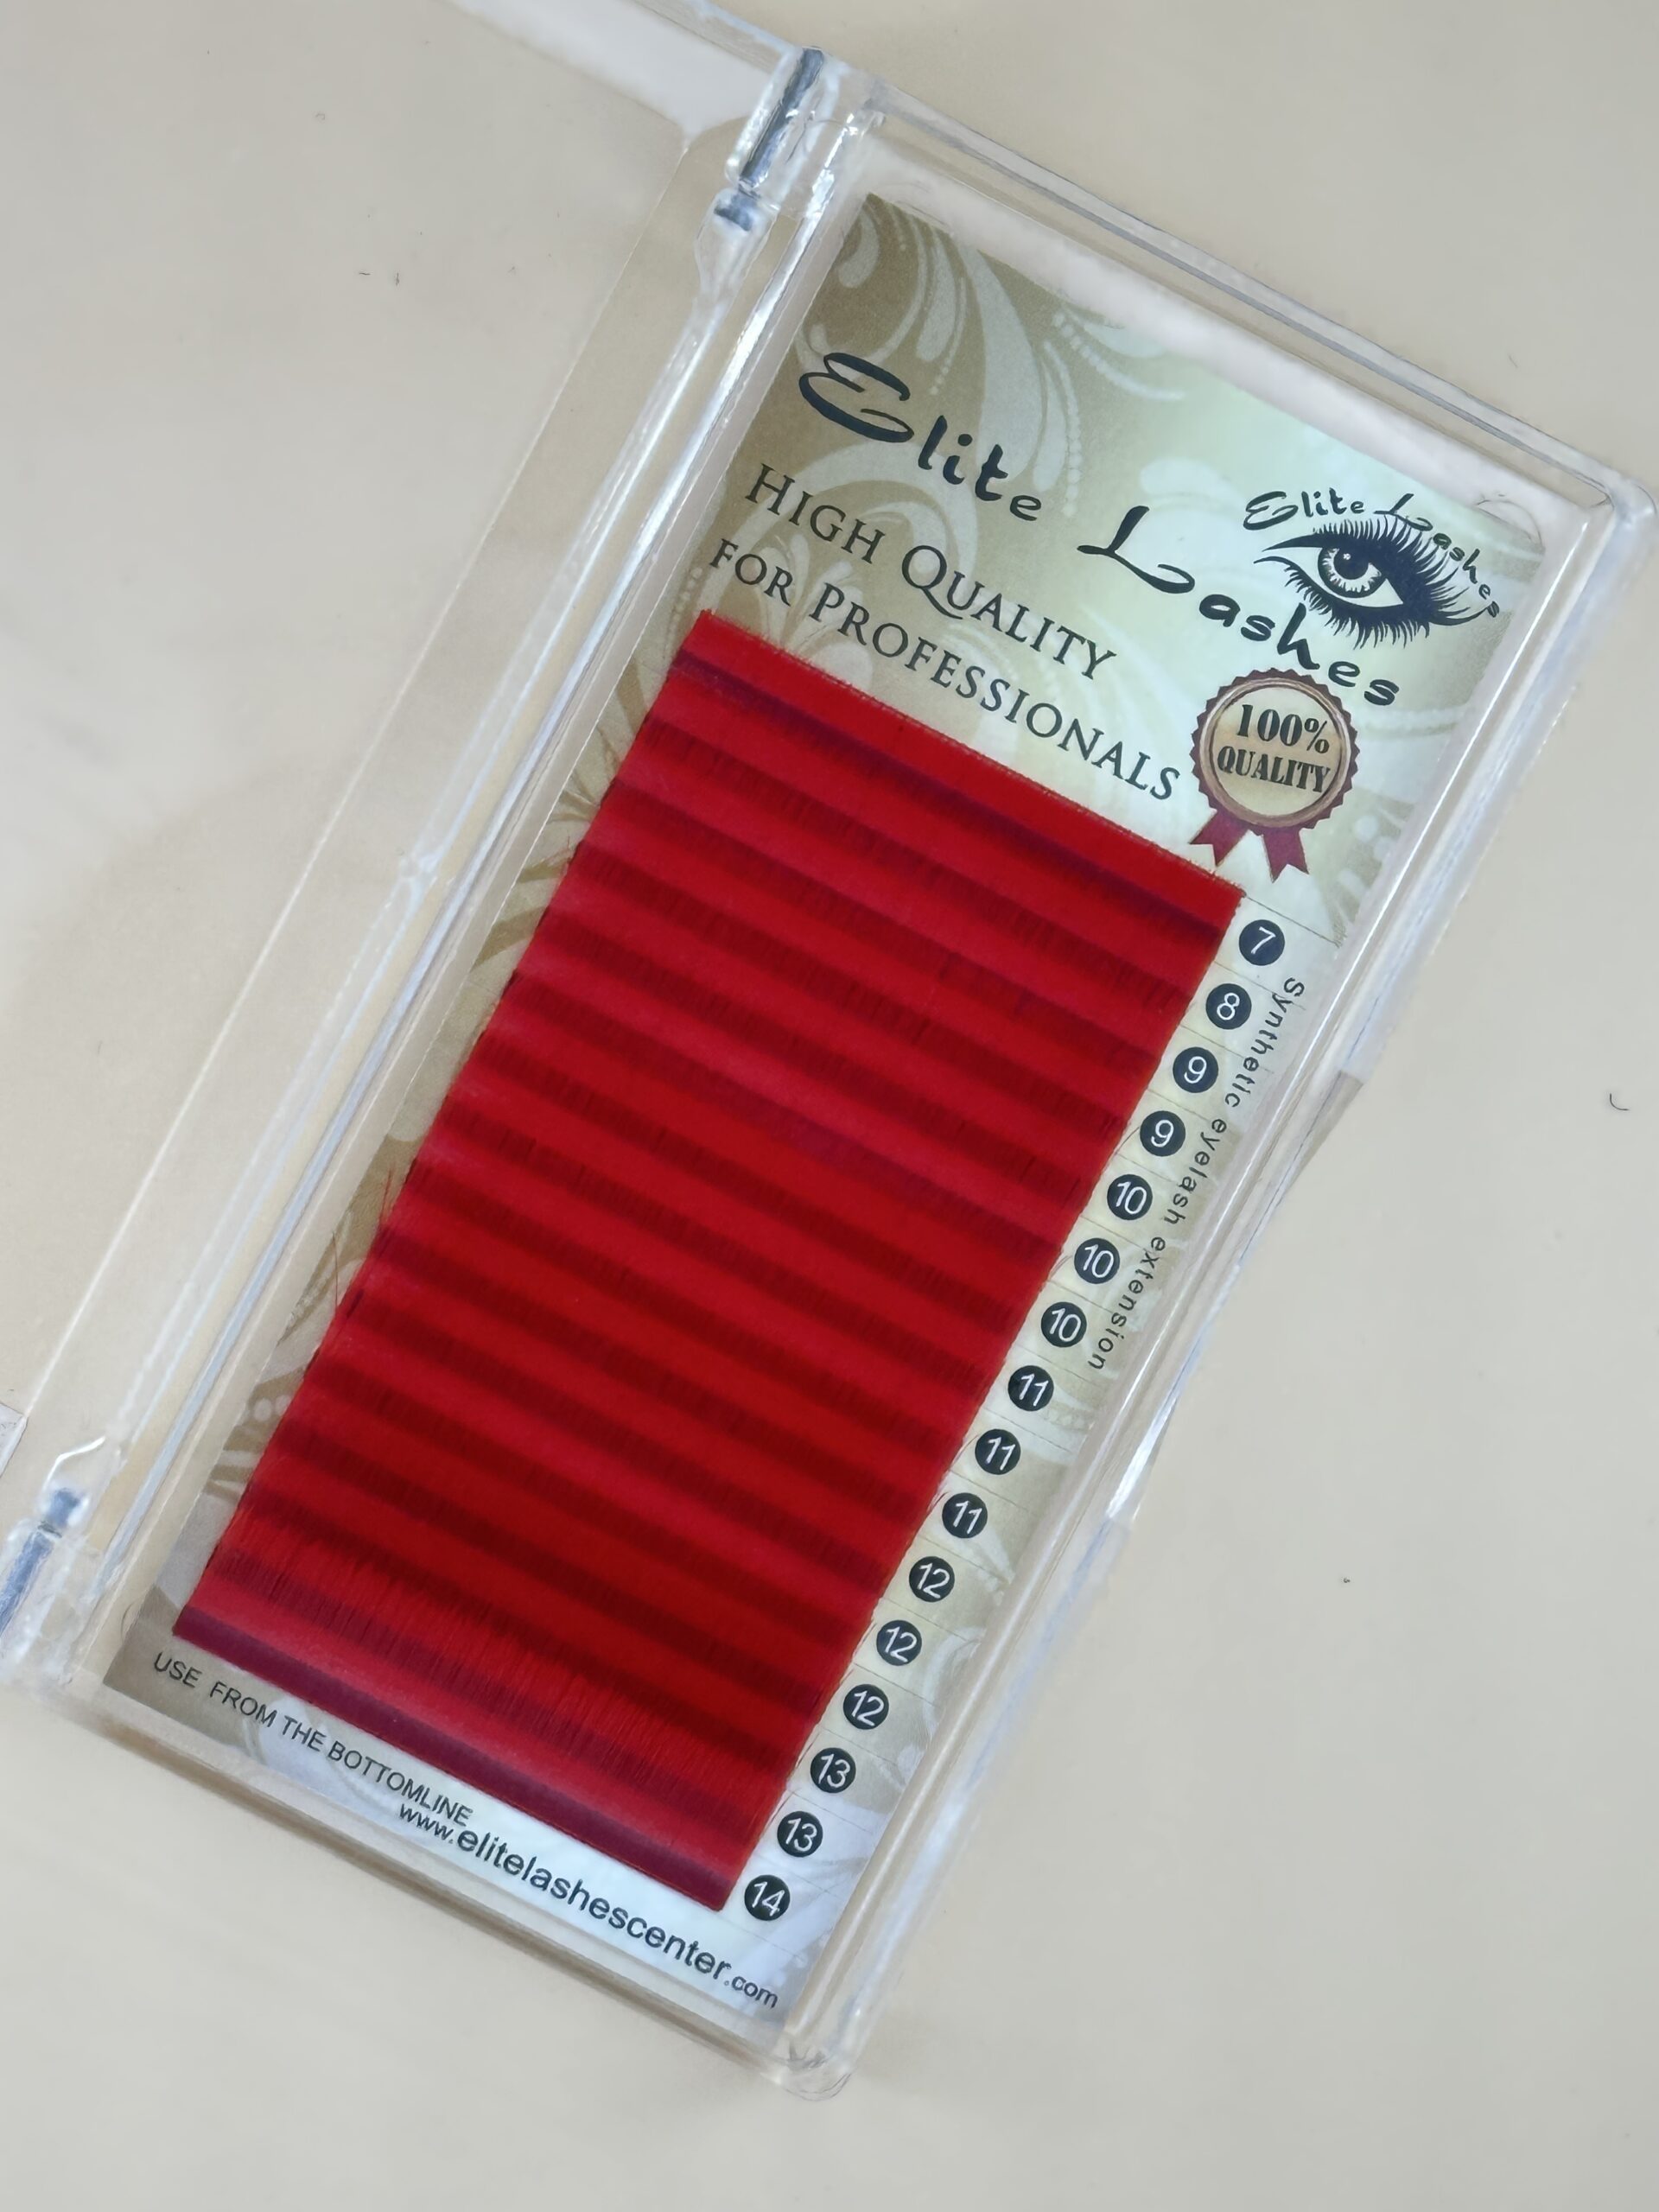 Elite Lashes
Elite Lashes
HIGH QUALITY
FOR PROFESSIONALS
100%
QUALITY
7
8
9
9
10
10
10
11
11
11
12
12
12
13
13
14
Synthetic eyelash extension
USE FROM THE BOTTOMLINE
www.elitelashescenter.com